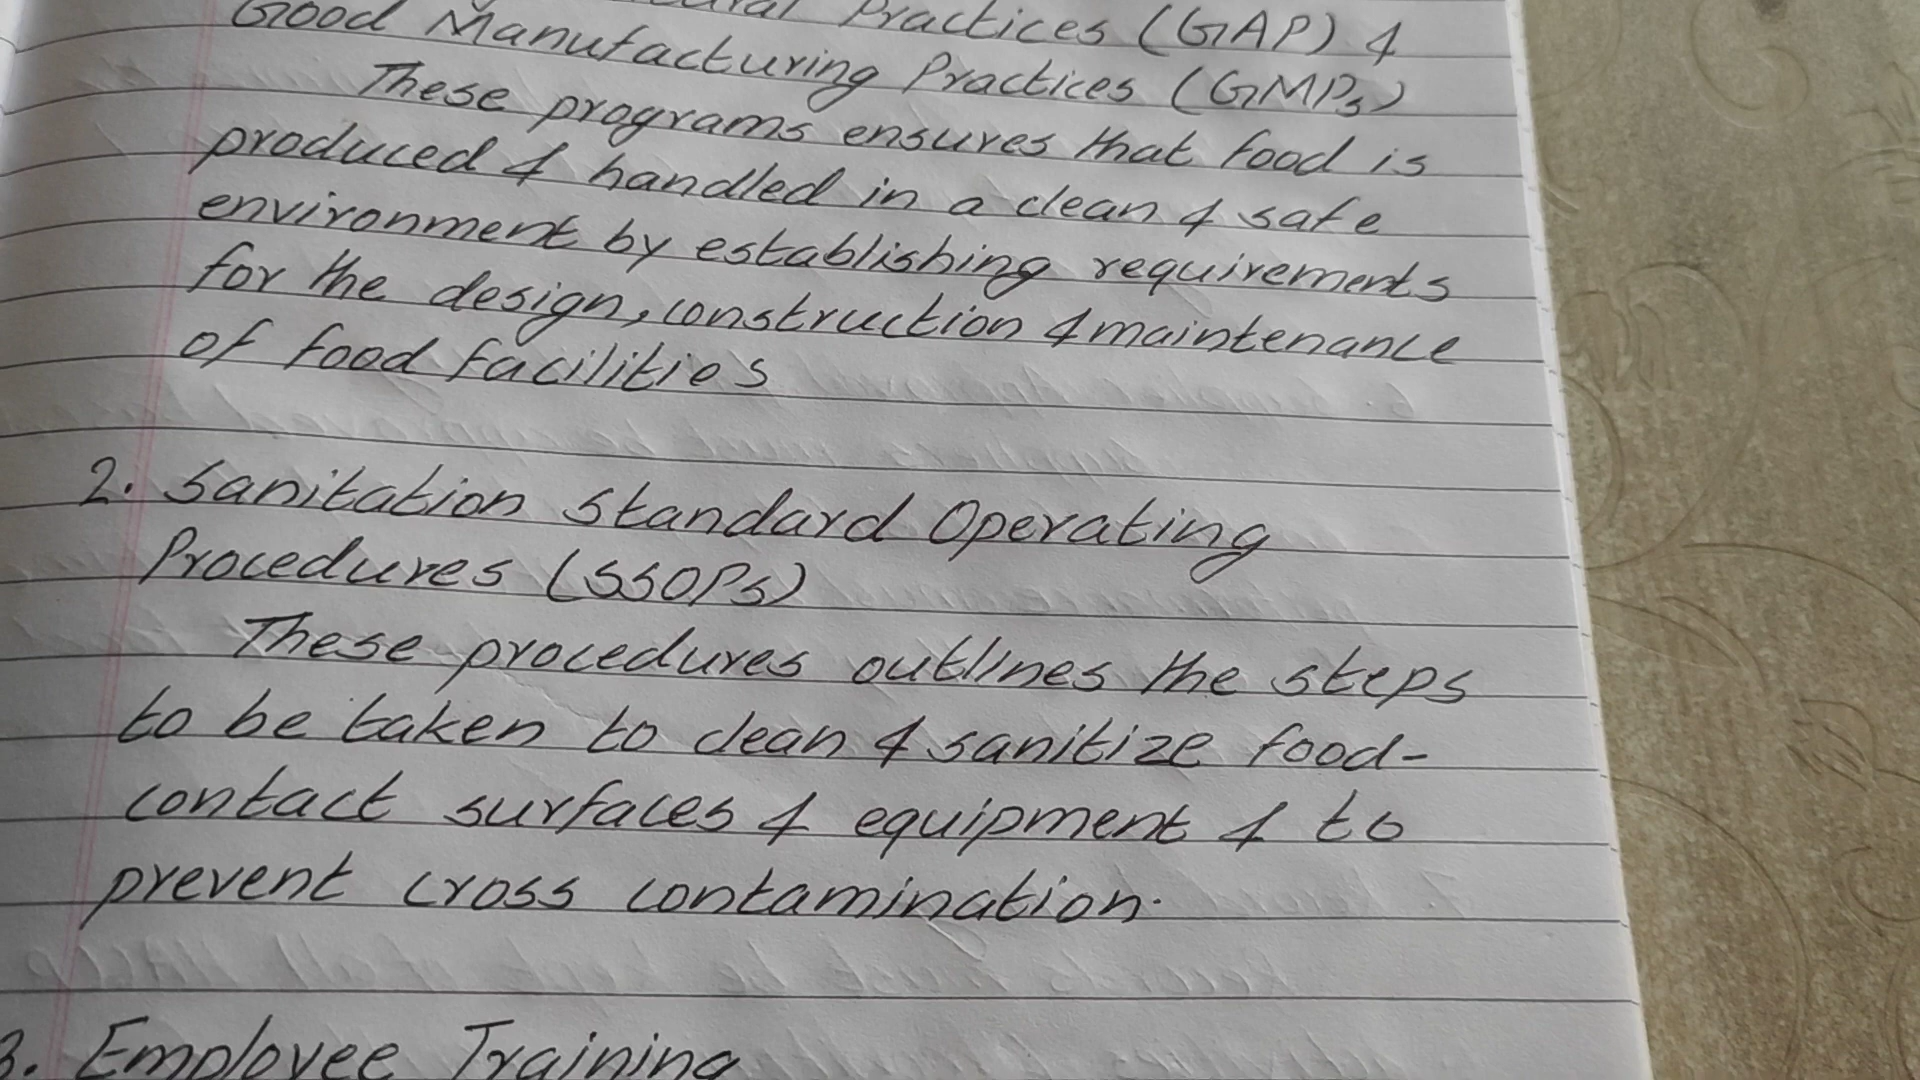 Practices (GAP) &
Good Manufacturing Practices (GMPs)
These programs ensures that food is
produced & handled in a clean & safe
environment by establishing requirements
for the design, construction & maintenance
of food facilities
2. Sanitation Standard Operating
Procedures (SSOPs)
These procedures outlines the steps
to be taken to clean & sanitize food-
contact surfaces & equipment & to
prevent cross contamination.
3. Employee Training